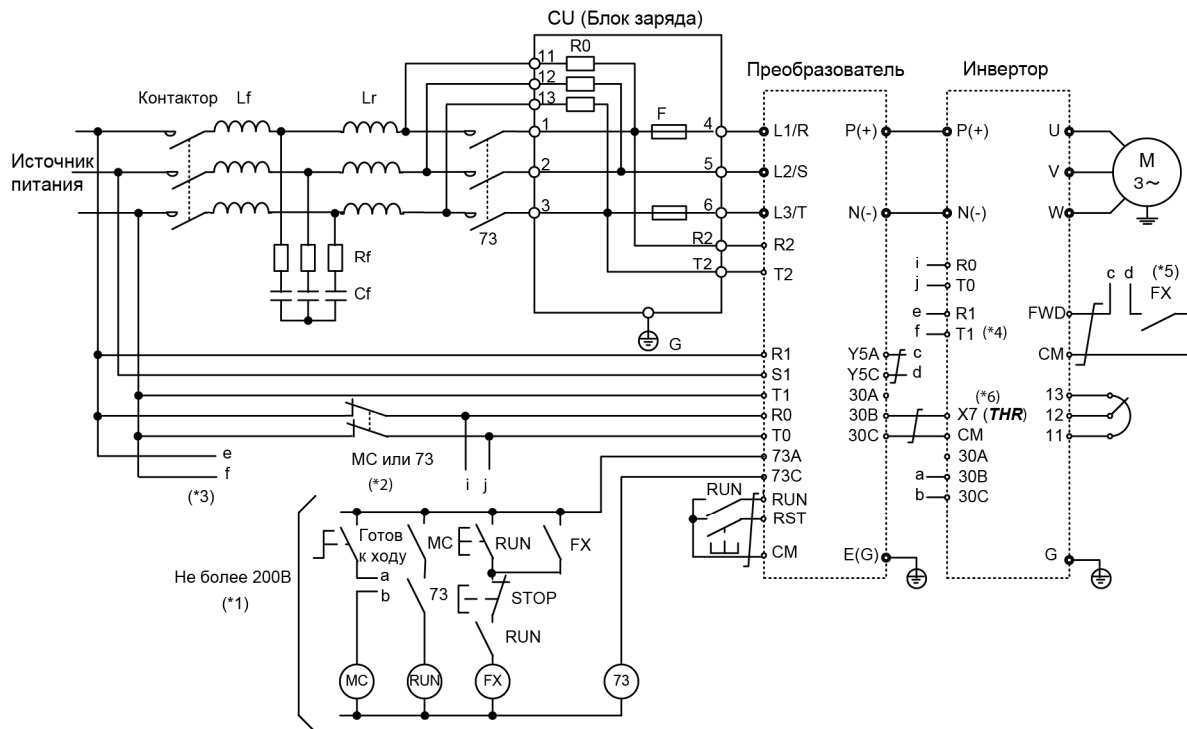 CU (Блок заряда)
11
R0
12
13
Преобразователь
Инвертор
Контактор
Lf
Lr
1
F
4
L1/R
P(+)
P(+)
U
Источник
питания
2
5
L2/S
V
M
3~
3
6
L3/T
N(-)
N(-)
W
73
R2
R2
T2
T2
Rf
Cf
i
R0
j
T0
c
d
(*5)
FX
e
R1
f
T1
(*4)
FWD
G
R1
Y5A
c
CM
S1
Y5C
d
T1
30A
(*6)
13
R0
30B
X7 (THR)
12
T0
30C
CM
11
e
f
(*3)
МС или 73
(*2)
i
j
73A
30A
73C
a
30B
b
30C
RUN
RUN
RST
CM
E(G)
G
Готов
к ходу
MC
RUN
FX
a
b
73
STOP
RUN
Не более 200В
(*1)
MC
RUN
FX
73